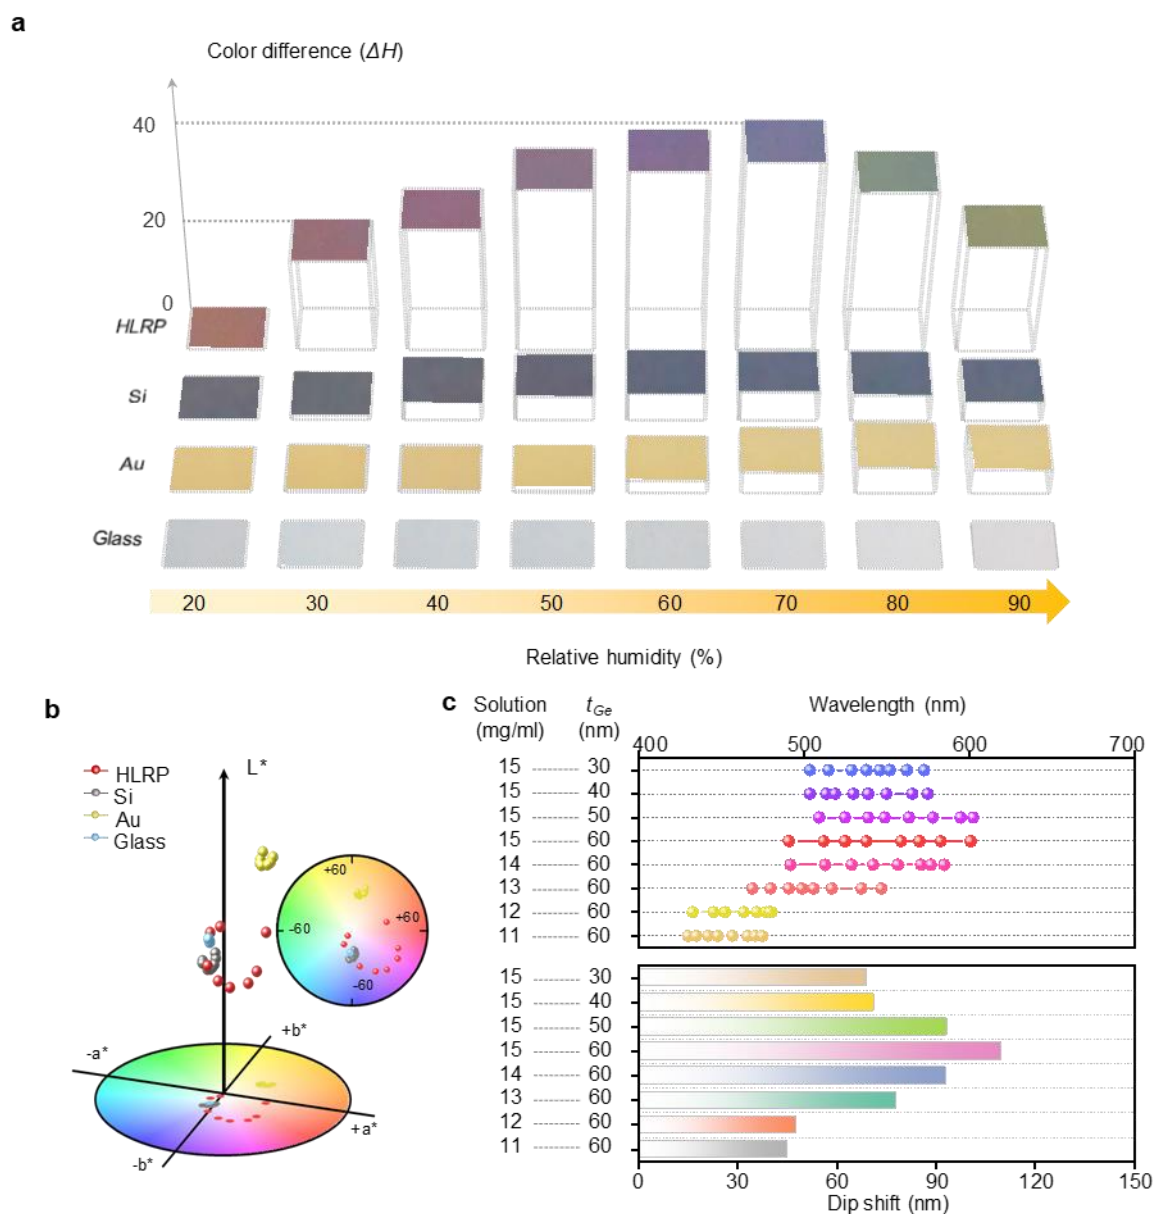 a
Color difference (ΔH)
40
20
0
HLRP
Si
Au
Glass
20 30 40 50 60 70 80 90
Relative humidity (%)
b
HLRP
Si
Au
Glass
L*
+60
-60 +60
-60
+b*
-a*
+a*
-b*
c Solution tGe Wavelength (nm)
(mg/ml) (nm)
400 500 600 700
15 30
15 40
15 50
15 60
14 60
13 60
12 60
11 60
15 30
15 40
15 50
15 60
14 60
13 60
12 60
11 60
0 30 60 90 120 150
Dip shift (nm)